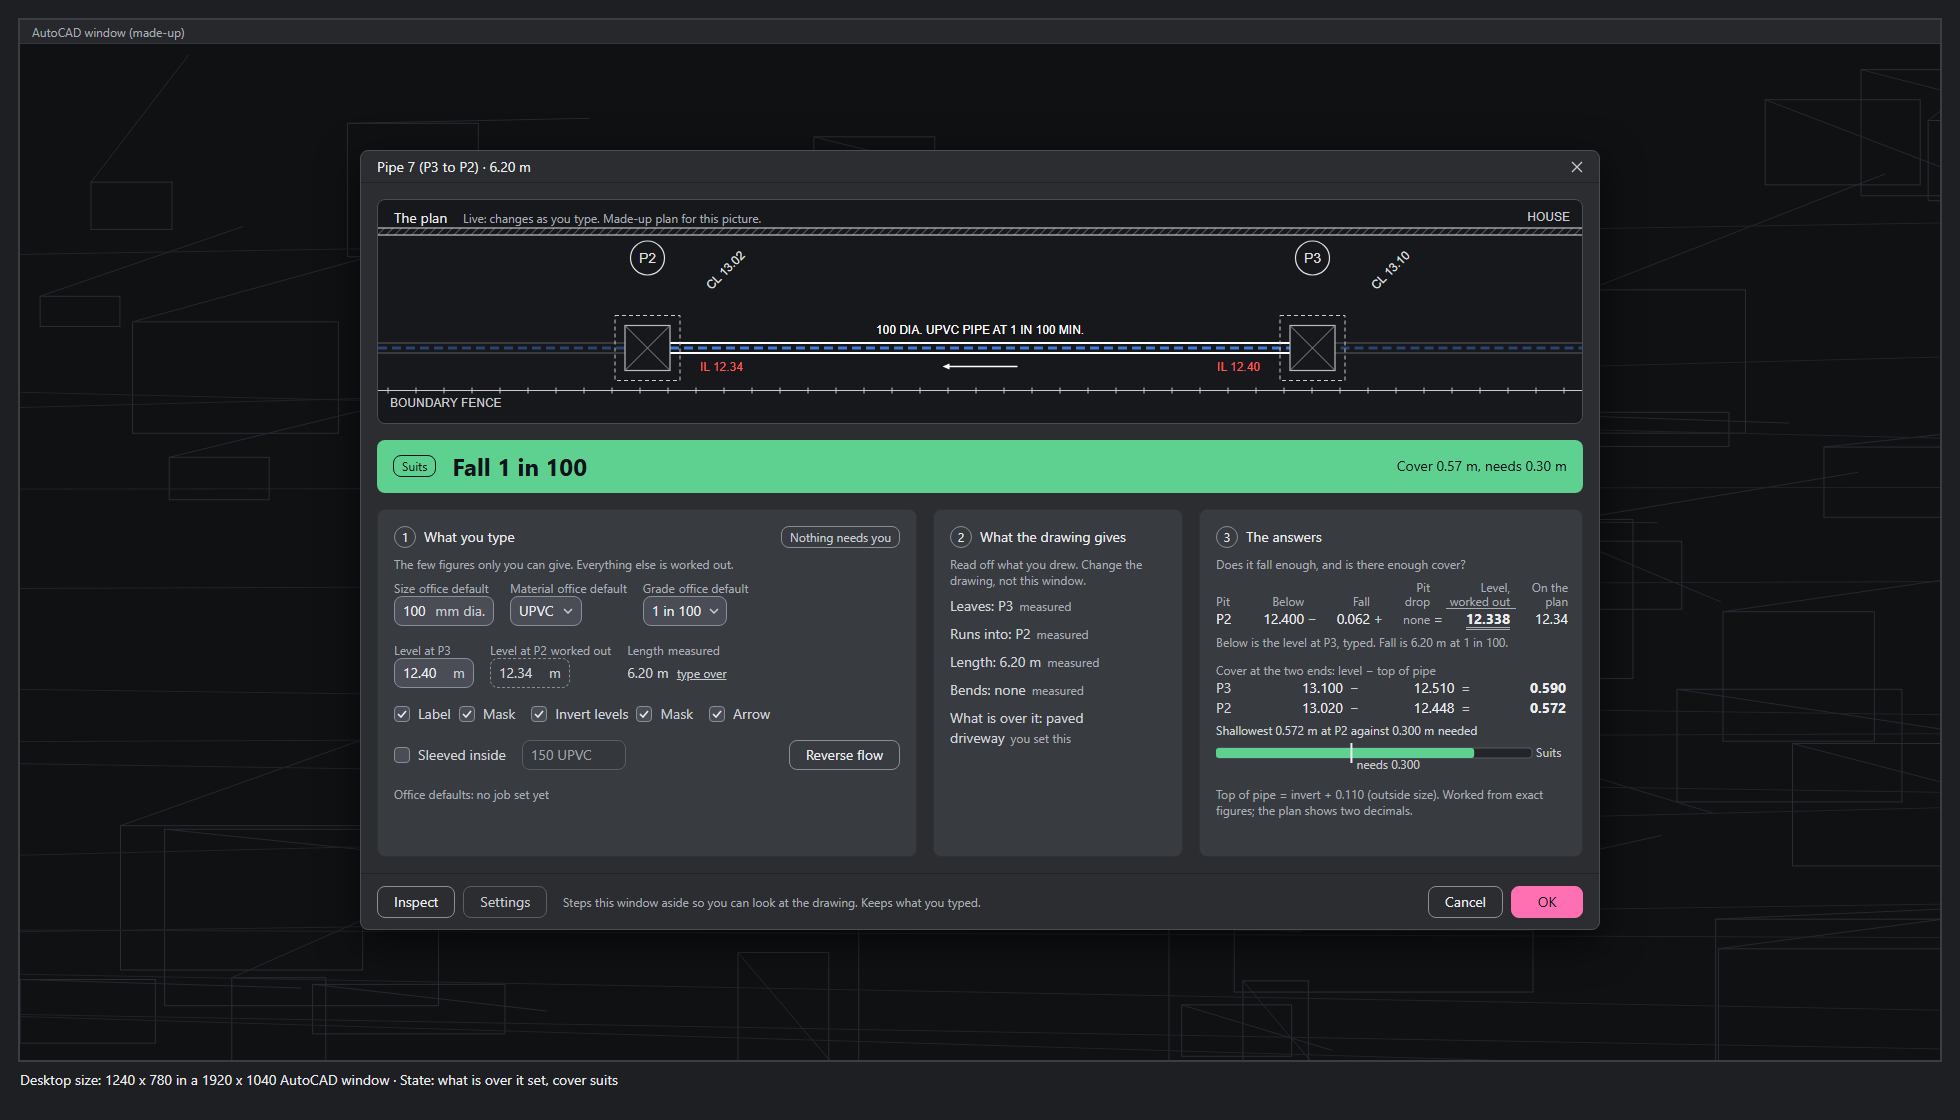 AutoCAD window (made-up)
Pipe 7 (P3 to P2) · 6.20 m
The plan Live: changes as you type. Made-up plan for this picture.
HOUSE
P2
CL 13.02
P3
CL 13.10
100 DIA. UPVC PIPE AT 1 IN 100 MIN.
IL 12.34
IL 12.40
BOUNDARY FENCE
Suits Fall 1 in 100
Cover 0.57 m, needs 0.30 m
1 What you type
Nothing needs you
The few figures only you can give. Everything else is worked out.
Size office default Material office default Grade office default
100 mm dia. UPVC 1 in 100
Level at P3 Level at P2 worked out Length measured
12.40 m 12.34 m 6.20 m type over
Label Mask Invert levels Mask Arrow
Sleeved inside 150 UPVC Reverse flow
Office defaults: no job set yet
2 What the drawing gives
Read off what you drew. Change the
drawing, not this window.
Leaves: P3 measured
Runs into: P2 measured
Length: 6.20 m measured
Bends: none measured
What is over it: paved
driveway you set this
3 The answers
Does it fall enough, and is there enough cover?
Pit Level, On the
Pit Below Fall drop worked out plan
P2 12.400 − 0.062 + none = 12.338 12.34
Below is the level at P3, typed. Fall is 6.20 m at 1 in 100.
Cover at the two ends: level − top of pipe
P3 13.100 − 12.510 = 0.590
P2 13.020 − 12.448 = 0.572
Shallowest 0.572 m at P2 against 0.300 m needed
Suits
needs 0.300
Top of pipe = invert + 0.110 (outside size). Worked from exact
figures; the plan shows two decimals.
Inspect Settings Steps this window aside so you can look at the drawing. Keeps what you typed.
Cancel OK
Desktop size: 1240 x 780 in a 1920 x 1040 AutoCAD window · State: what is over it set, cover suits